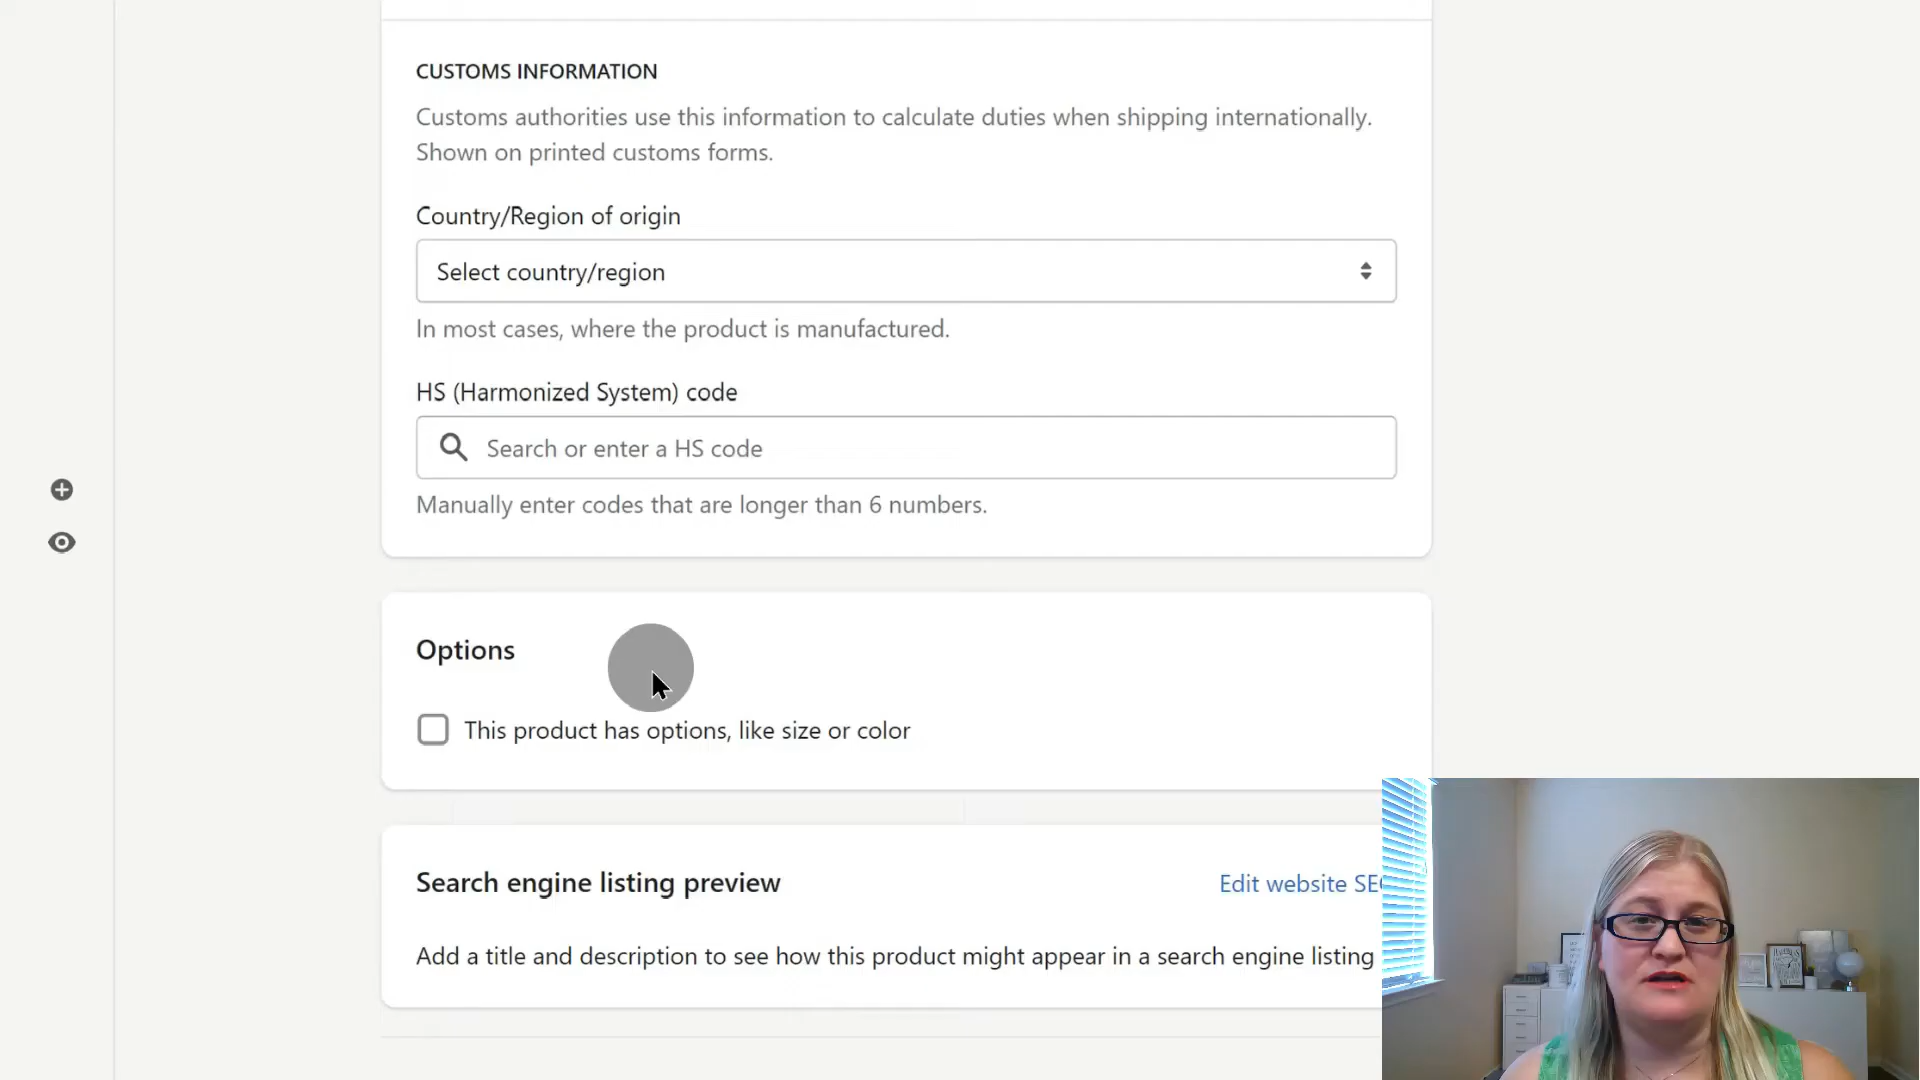 CUSTOMS INFORMATION
Customs authorities use this information to calculate duties when shipping internationally.
Shown on printed customs forms.
Country/Region of origin
Select country/region
In most cases, where the product is manufactured.
HS (Harmonized System) code
Search or enter a HS code
Manually enter codes that are longer than 6 numbers.
Options
This product has options, like size or color
Search engine listing preview
Edit website SEO
Add a title and description to see how this product might appear in a search engine listing